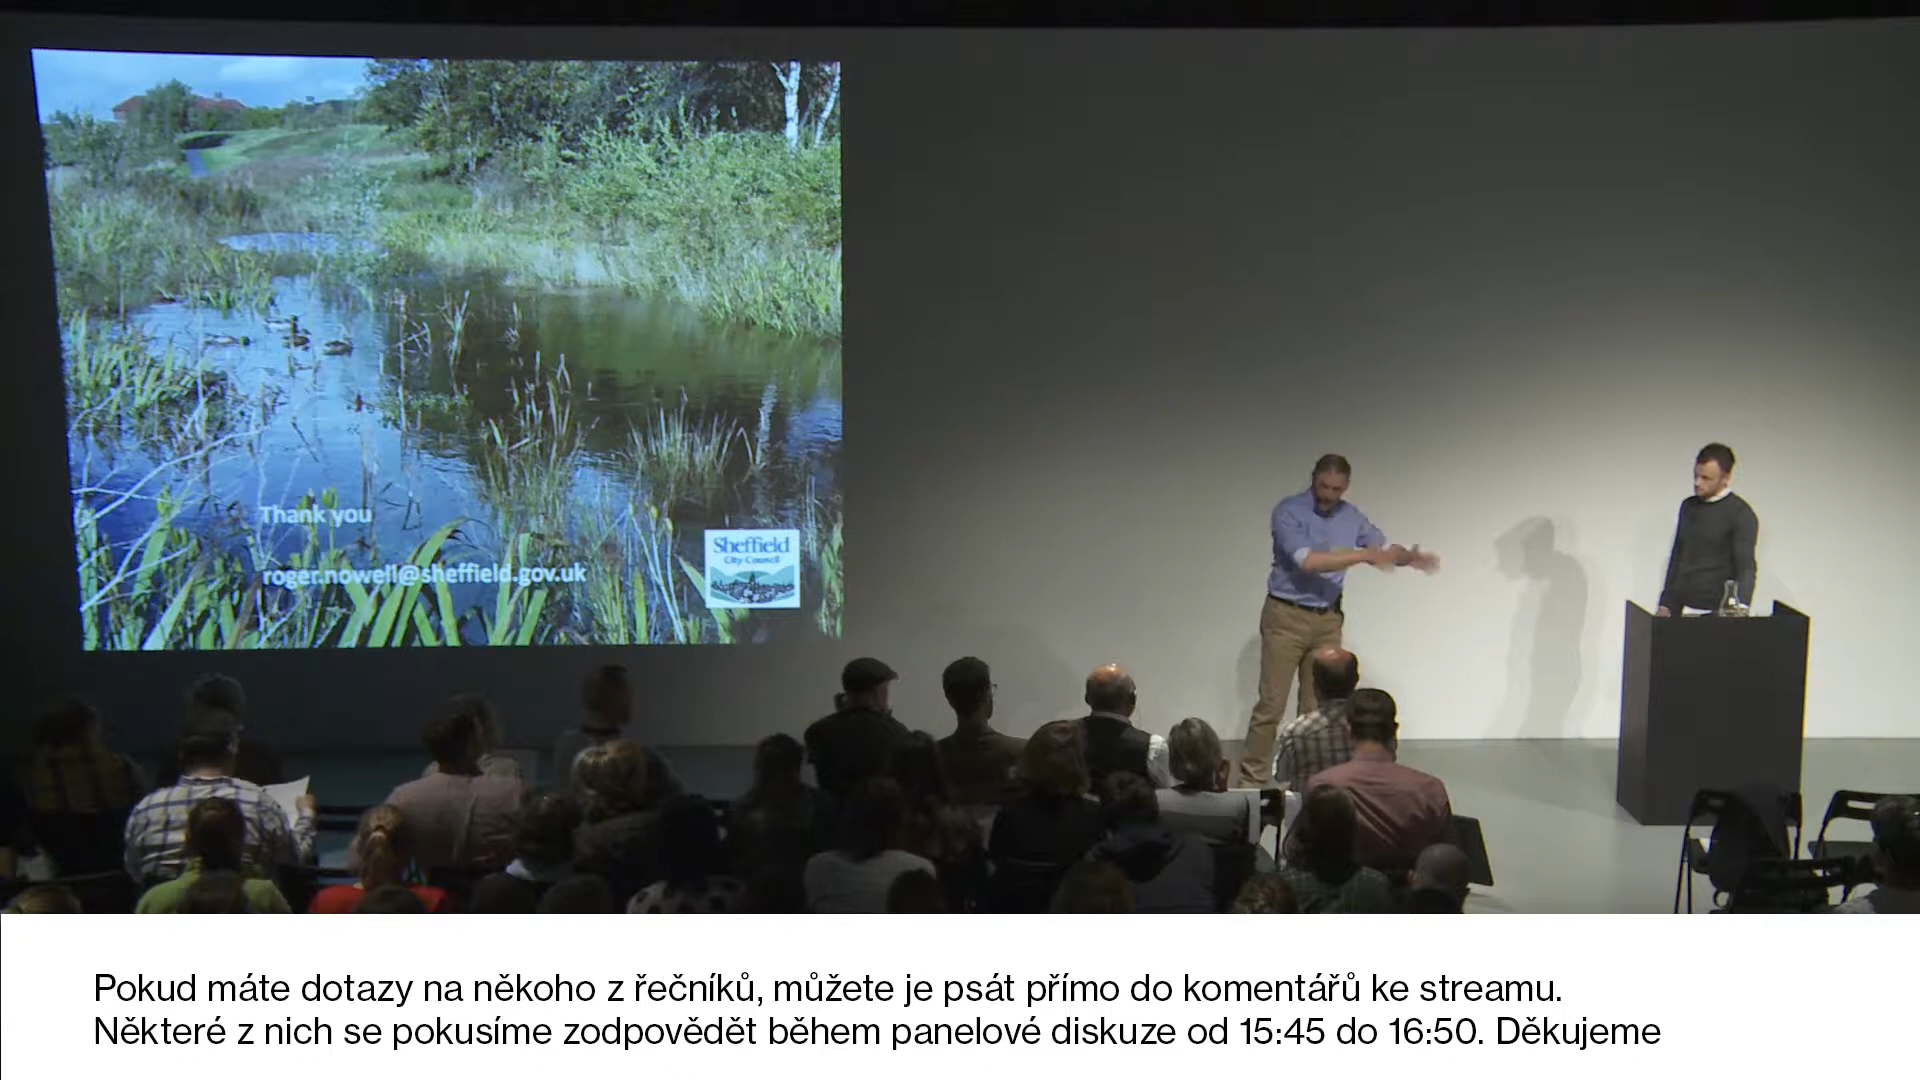 Thank you
roger.nowell@sheffield.gov.uk
Sheffield
City Council
Pokud máte dotazy na někoho z řečníků, můžete je psát přímo do komentářů ke streamu.
Některé z nich se pokusíme zodpovědět během panelové diskuze od 15:45 do 16:50. Děkujeme